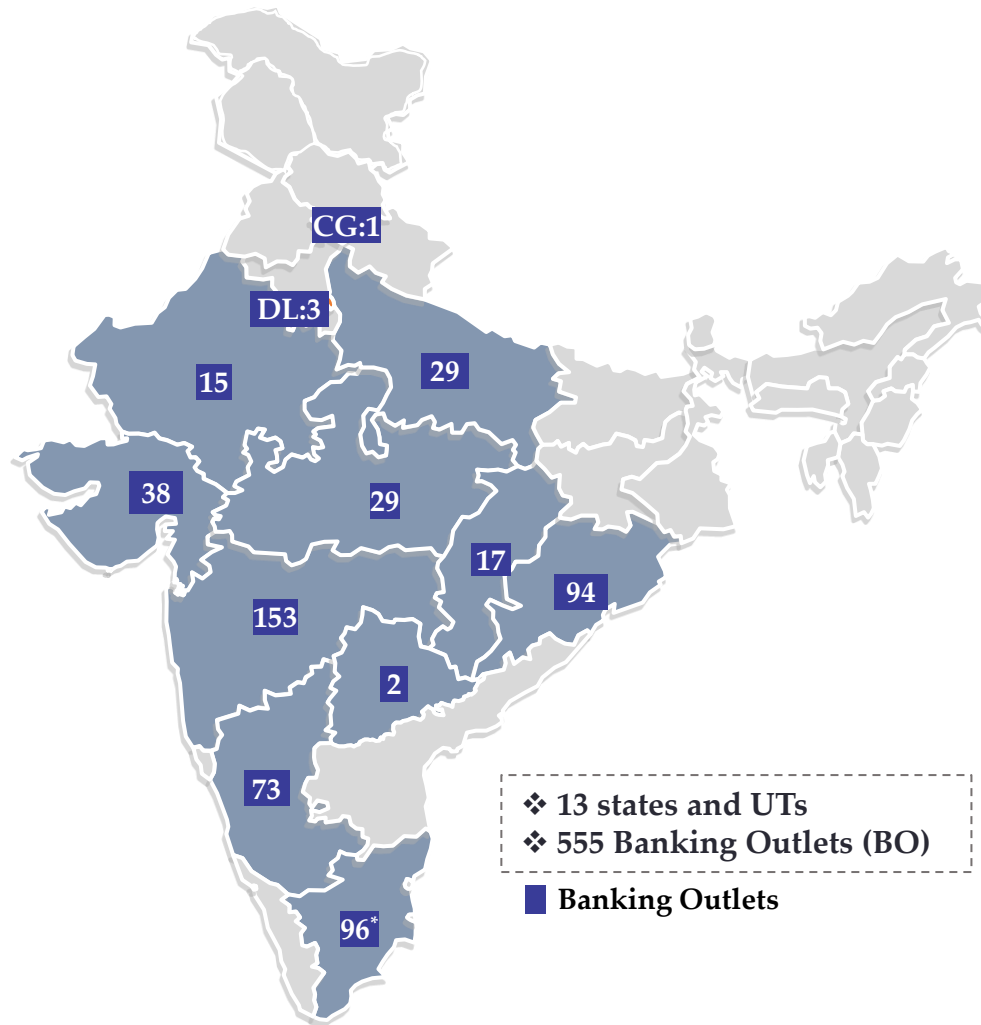 CG:1
DL:3
15
29
38
29
17
94
153
2
73
96*
❖ 13 states and UTs
❖ 555 Banking Outlets (BO)
Banking Outlets